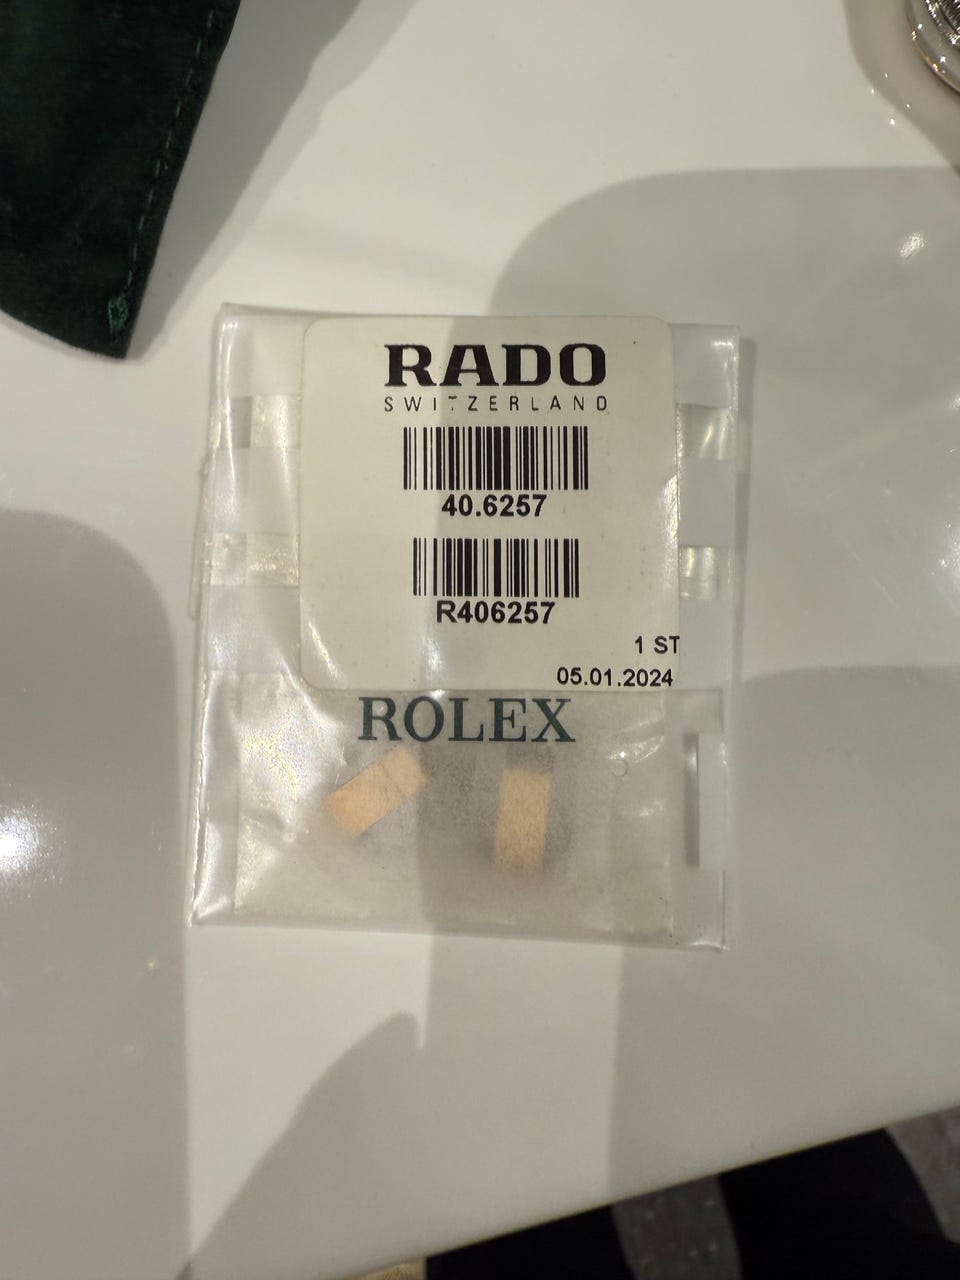 RADO
SWITZERLAND
40.6257
R406257
1 ST
05.01.2024
ROLEX